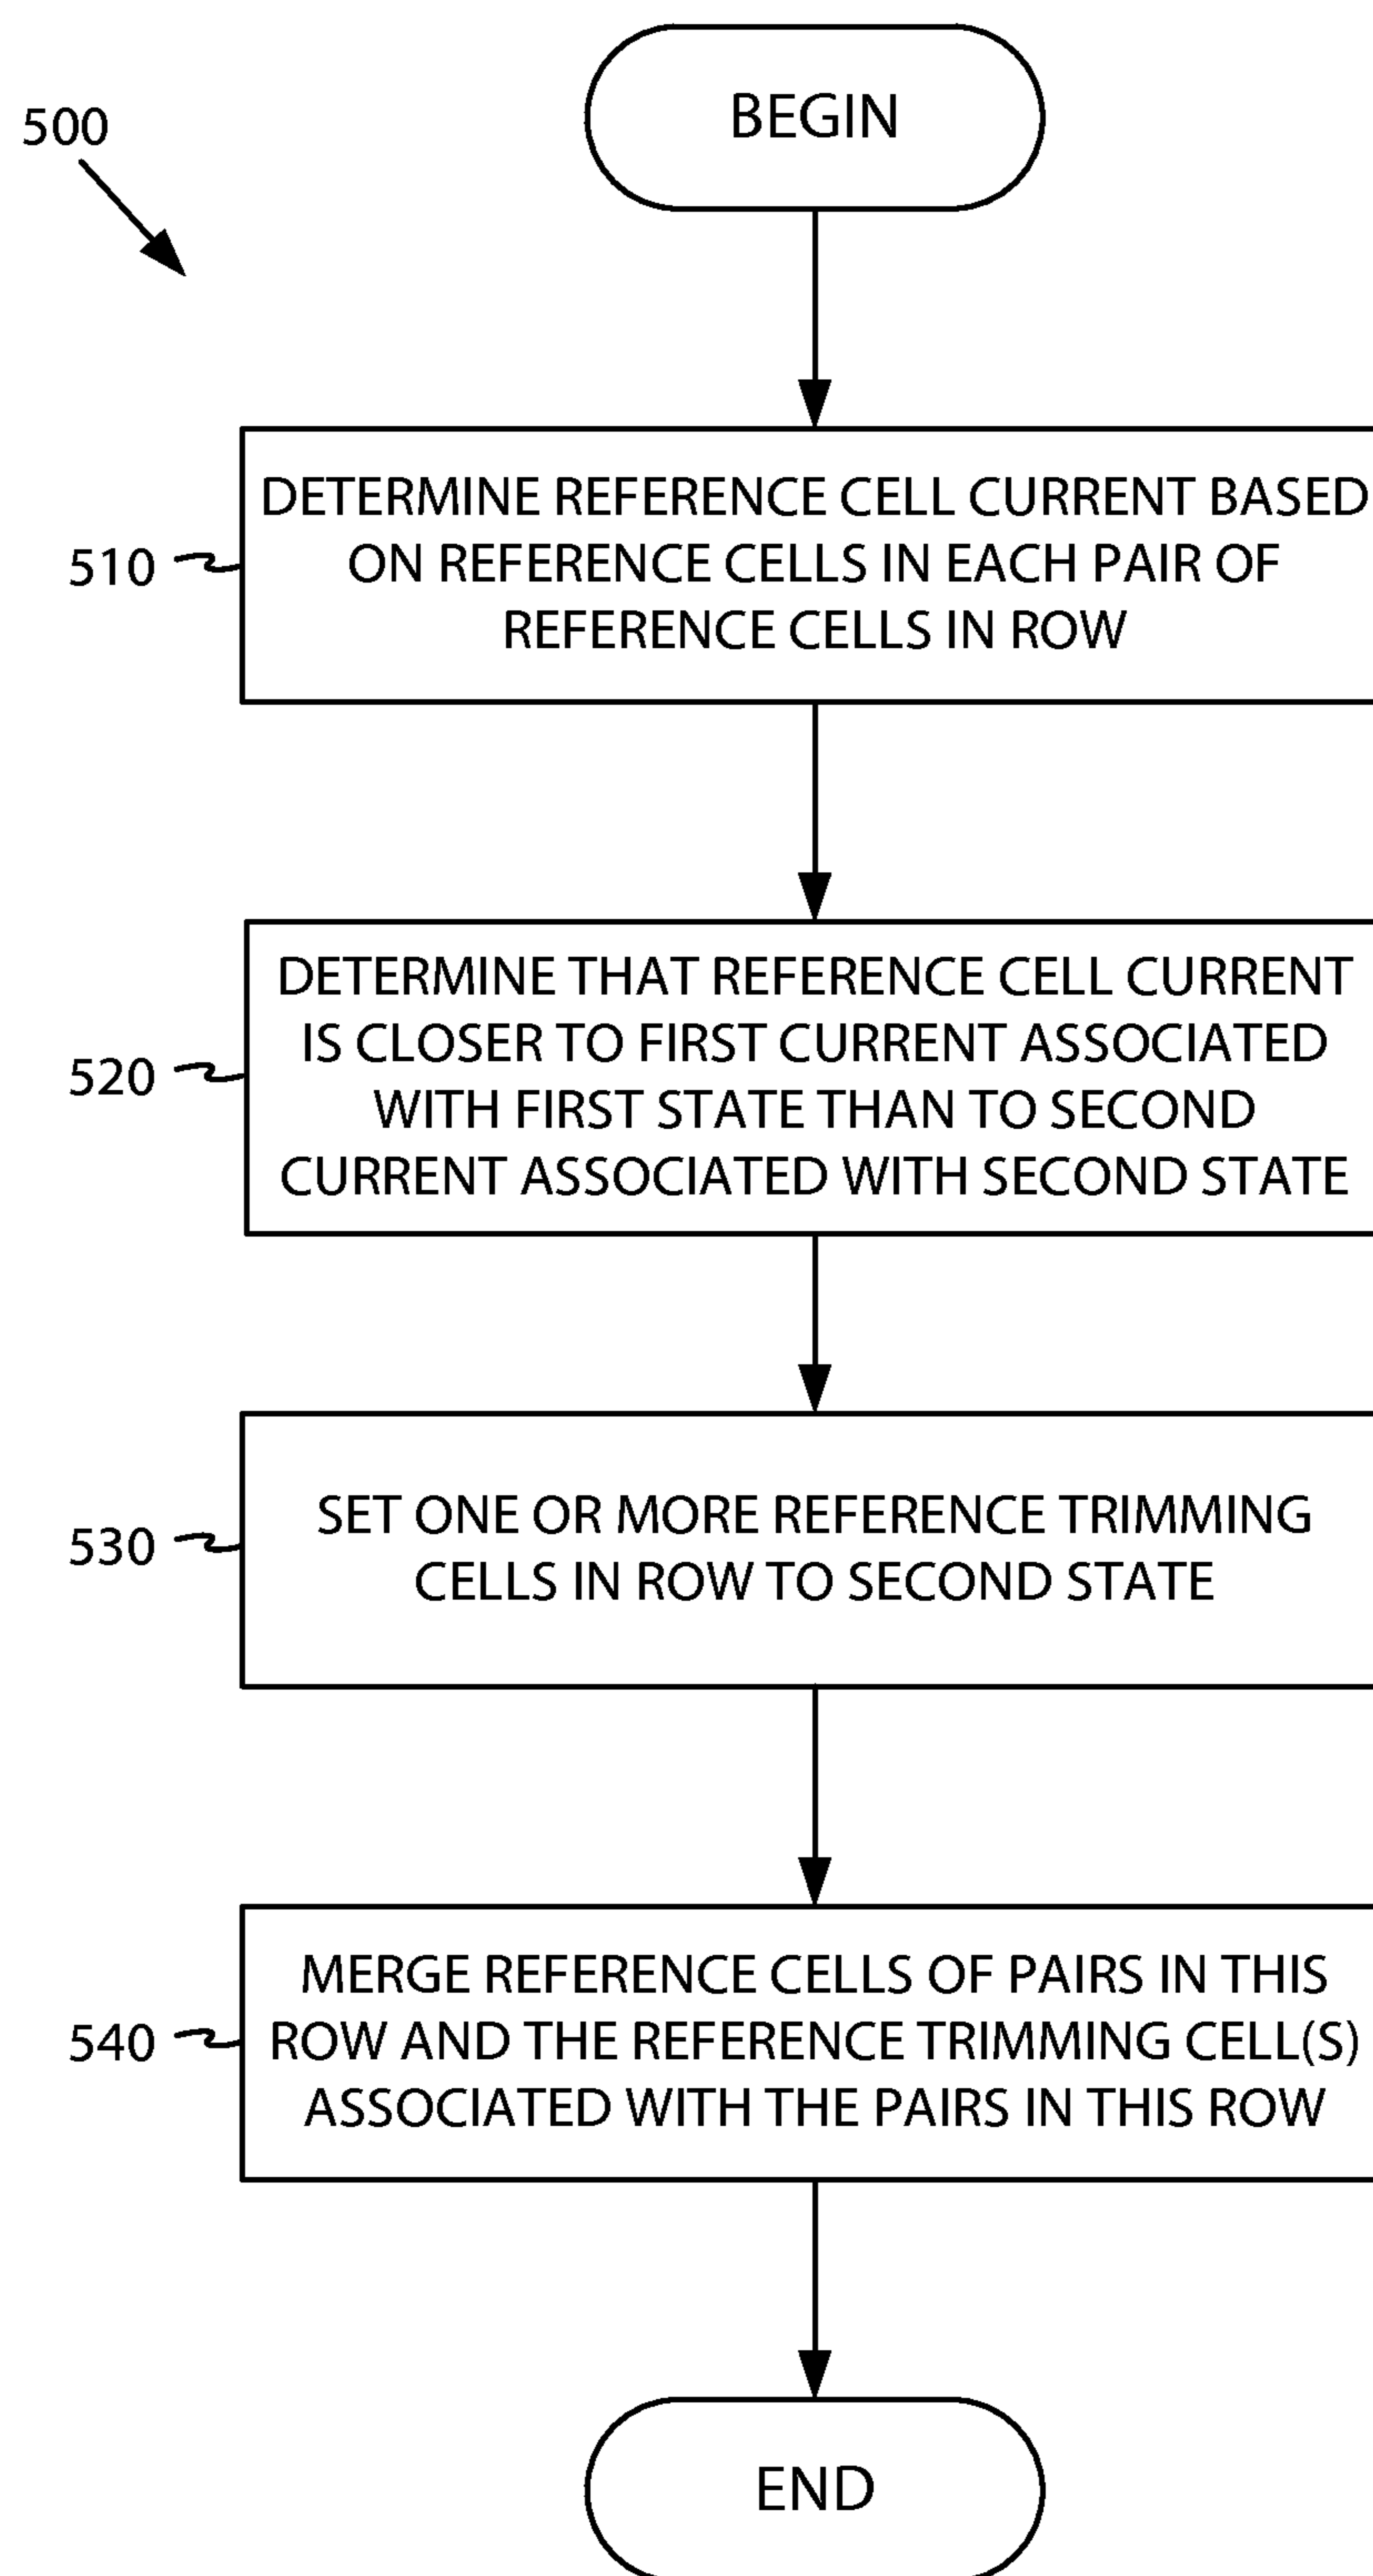 500
BEGIN
510
DETERMINE REFERENCE CELL CURRENT BASED
ON REFERENCE CELLS IN EACH PAIR OF
REFERENCE CELLS IN ROW
520
DETERMINE THAT REFERENCE CELL CURRENT
IS CLOSER TO FIRST CURRENT ASSOCIATED
WITH FIRST STATE THAN TO SECOND
CURRENT ASSOCIATED WITH SECOND STATE
530
SET ONE OR MORE REFERENCE TRIMMING
CELLS IN ROW TO SECOND STATE
540
MERGE REFERENCE CELLS OF PAIRS IN THIS
ROW AND THE REFERENCE TRIMMING CELL(S)
ASSOCIATED WITH THE PAIRS IN THIS ROW
END